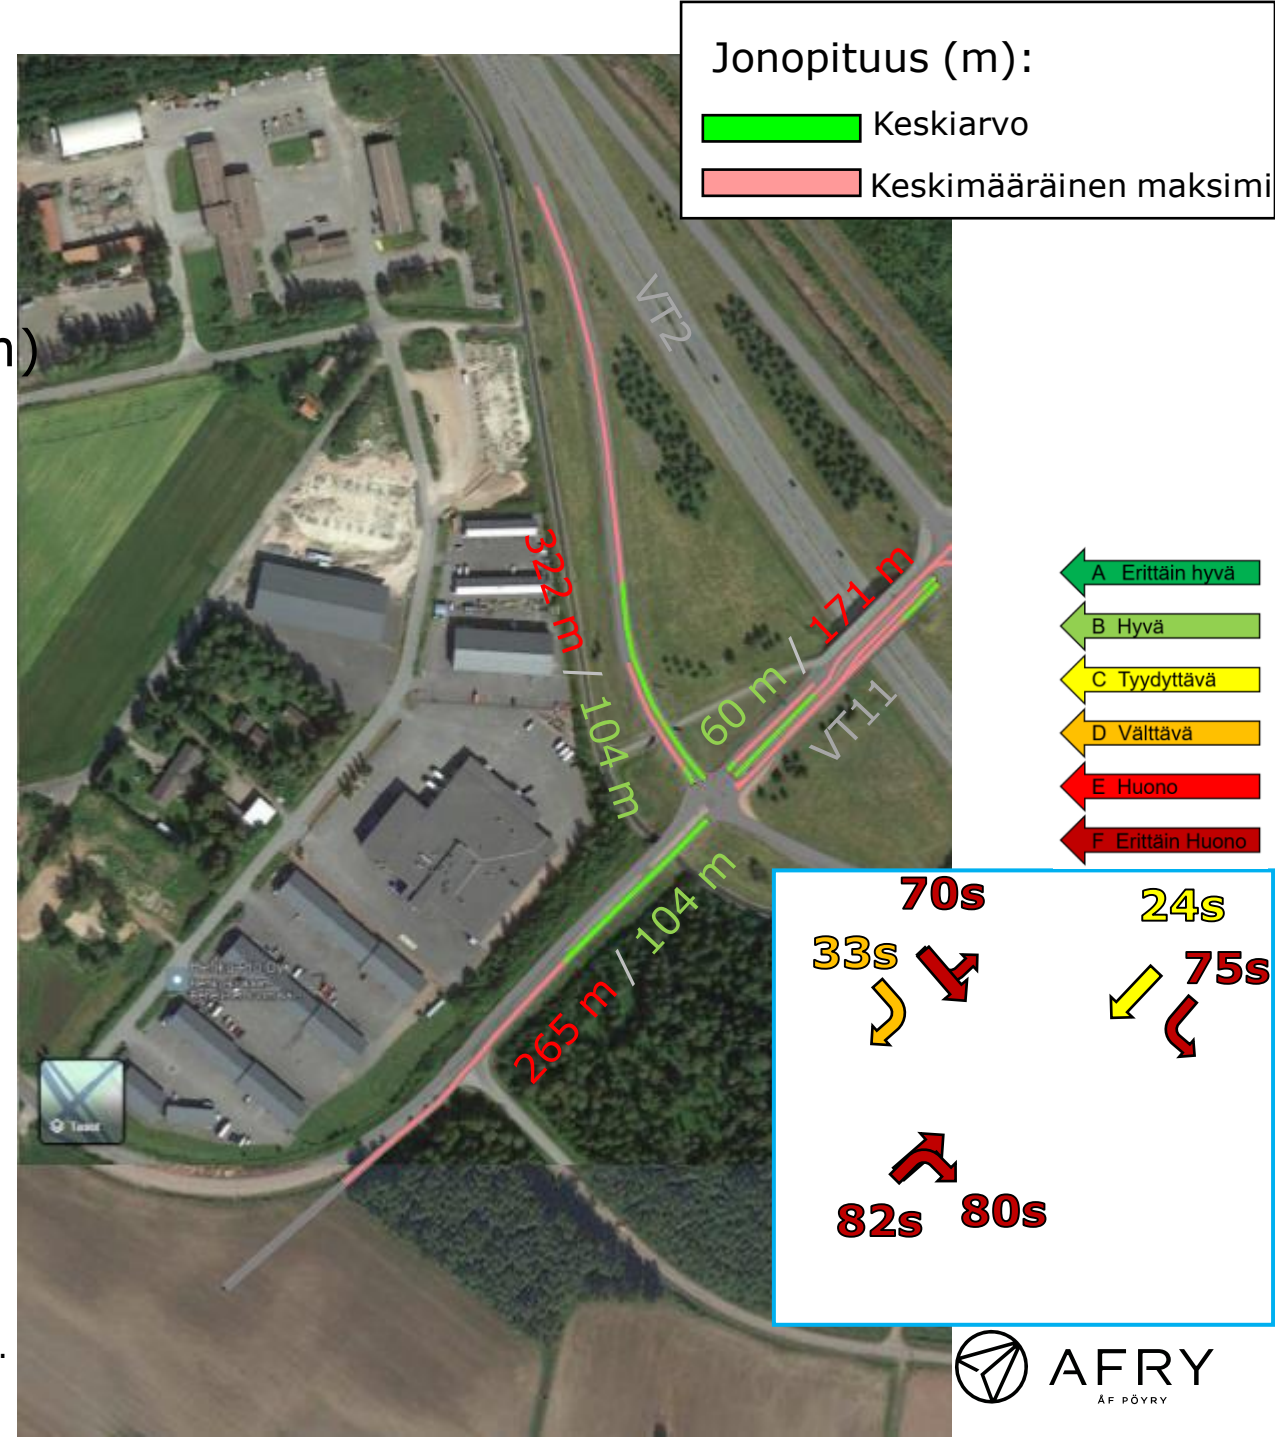 Jonopituus (m):
Keskiarvo
Keskimääräinen maksimi
n)
VT2
322 m / 104 m
60 m / 171 m
VT11
265 m / 104 m
A Erittäin hyvä
B Hyvä
C Tyydyttävä
D Välttävä
E Huono
F Erittäin Huono
70s
24s
33s
75s
82s
80s
.
AFRY
ÅF PÖYRY